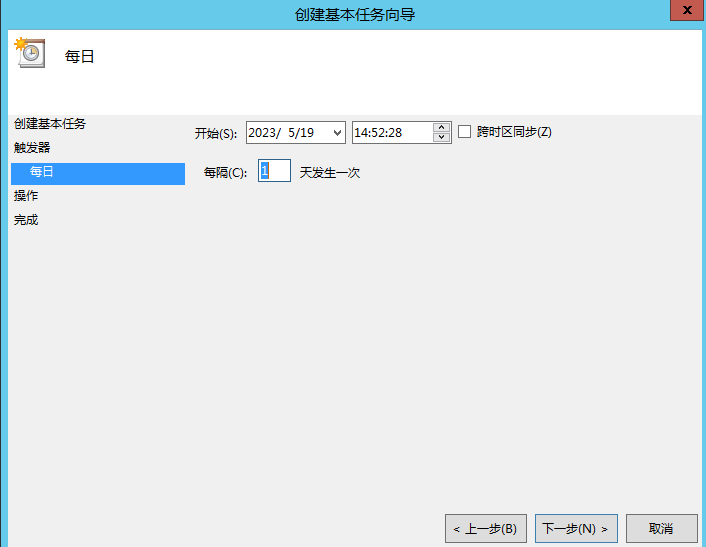 创建基本任务向导
x
每日
创建基本任务
触发器
每日
操作
完成
开始(S): 2023/ 5/19 14:52:28 跨时区同步(Z)
每隔(C): 1 天发生一次
< 上一步(B) 下一步(N) > 取消